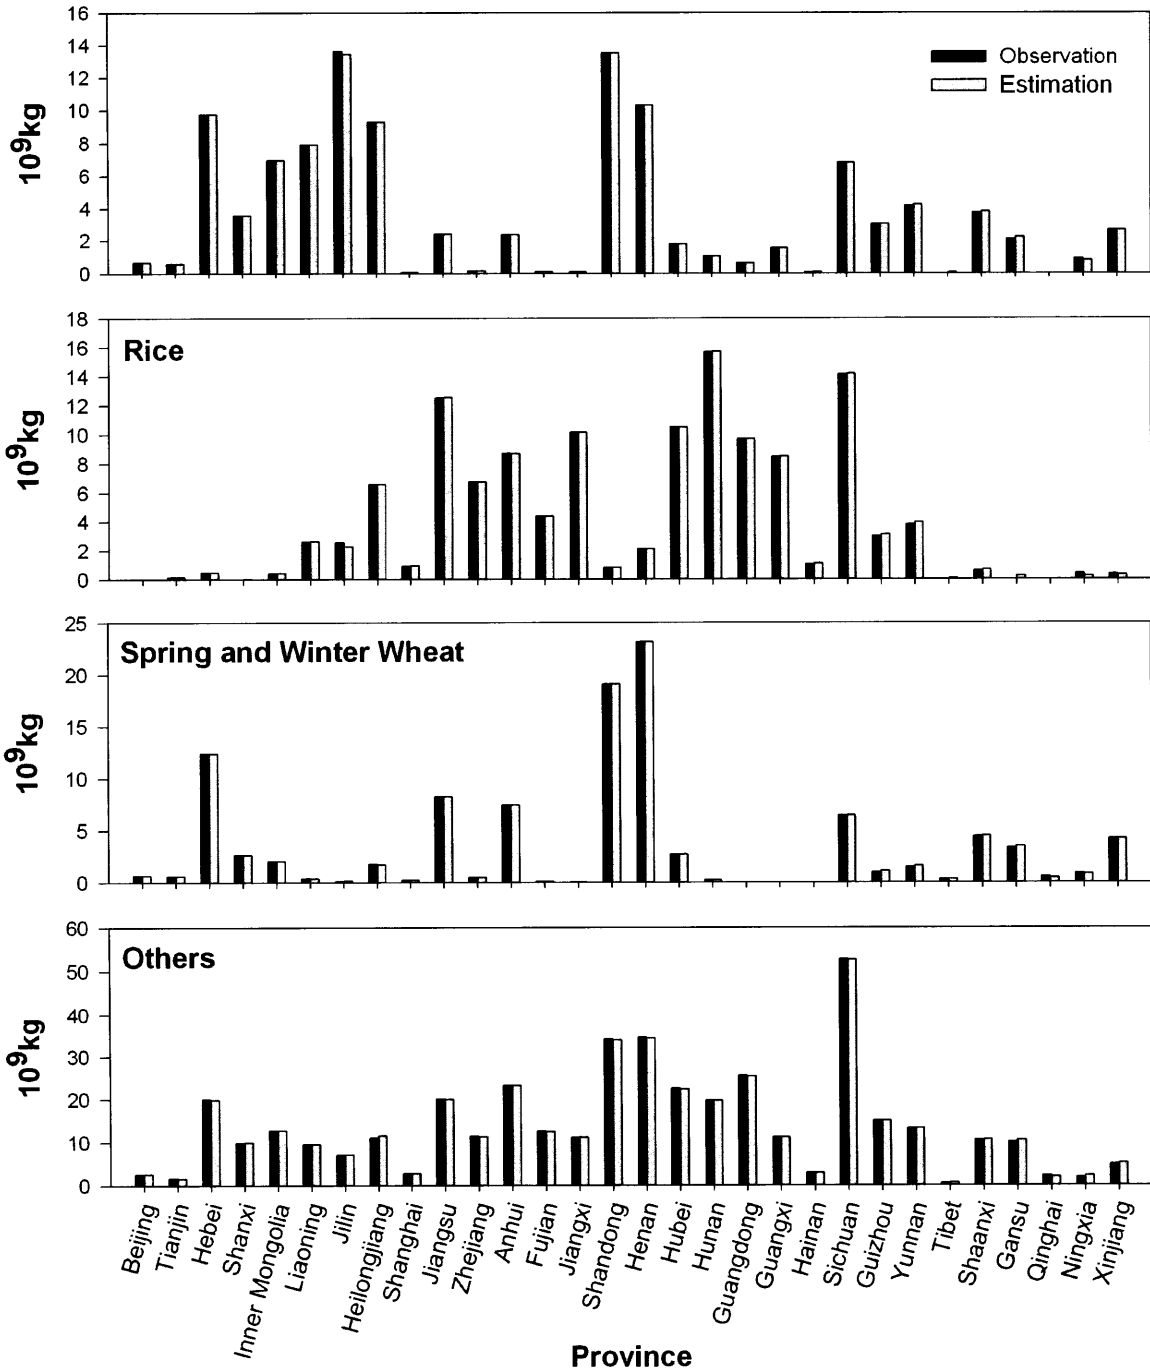 16
14
12
10
8
6
4
2
0
10⁹kg
Observation
Estimation
18
16
14
12
10
8
6
4
2
0
10⁹kg
Rice
25
20
15
10
5
0
10⁹kg
Spring and Winter Wheat
60
50
40
30
20
10
0
10⁹kg
Others
Beijing
Tianjin
Hebei
Shanxi
Inner Mongolia
Liaoning
Jilin
Heilongjiang
Shanghai
Jiangsu
Zhejiang
Anhui
Fujian
Jiangxi
Shandong
Henan
Hubei
Hunan
Guangdong
Guangxi
Hainan
Sichuan
Guizhou
Yunnan
Tibet
Shaanxi
Gansu
Qinghai
Ningxia
Xinjiang
Province